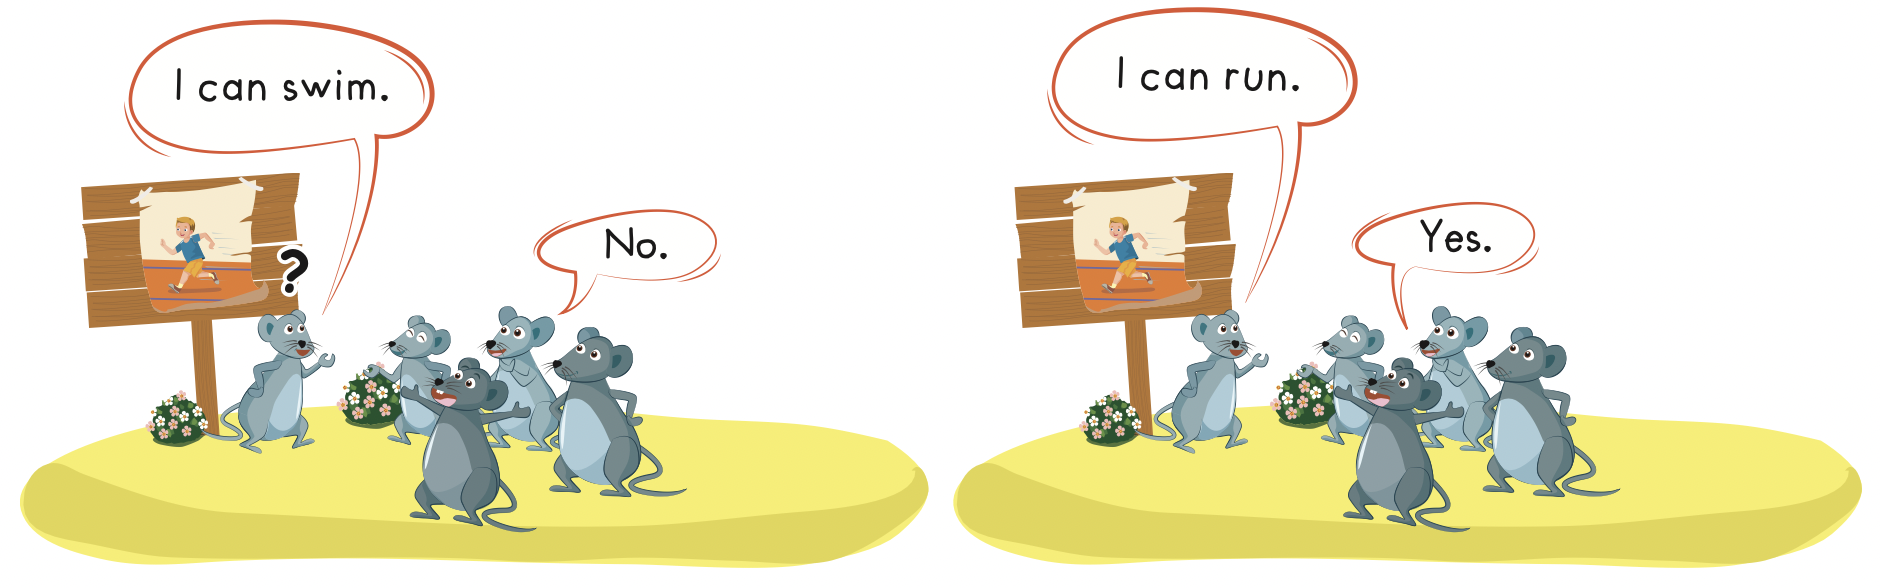 I can swim.
No.
?
I can run.
Yes.